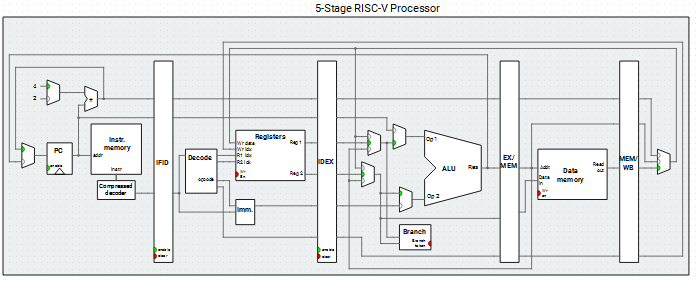 5-Stage RISC-V Processor
4
2
+
PC
enable
Instr.
memory
addr
instr
Compressed
decoder
IFID
enable
clear
Decode
opcode
Registers
Wr data
Wr idx
R1 idx
R2 idx
Wr
En
Reg 1
Reg 2
Imm.
IDEX
enable
clear
Op 1
Op 2
ALU
Res
Branch
Branch
taken
EX/
MEM
Addr
Data
in
Wr
en
Data
memory
Read
out
MEM/
WB